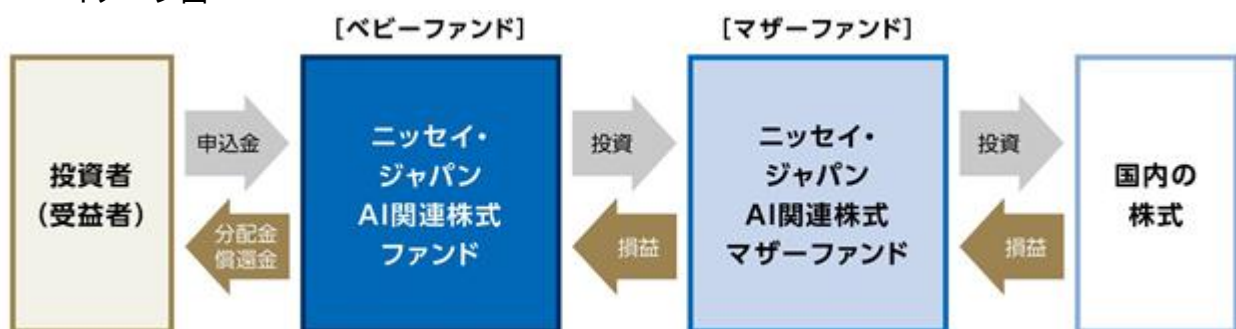 [ベビーファンド]
[マザーファンド]
投資者
(受益者)
申込金
分配金
償還金
ニッセイ・
ジャパン
AI関連株式
ファンド
投資
損益
ニッセイ・
ジャパン
AI関連株式
マザーファンド
投資
損益
国内の
株式